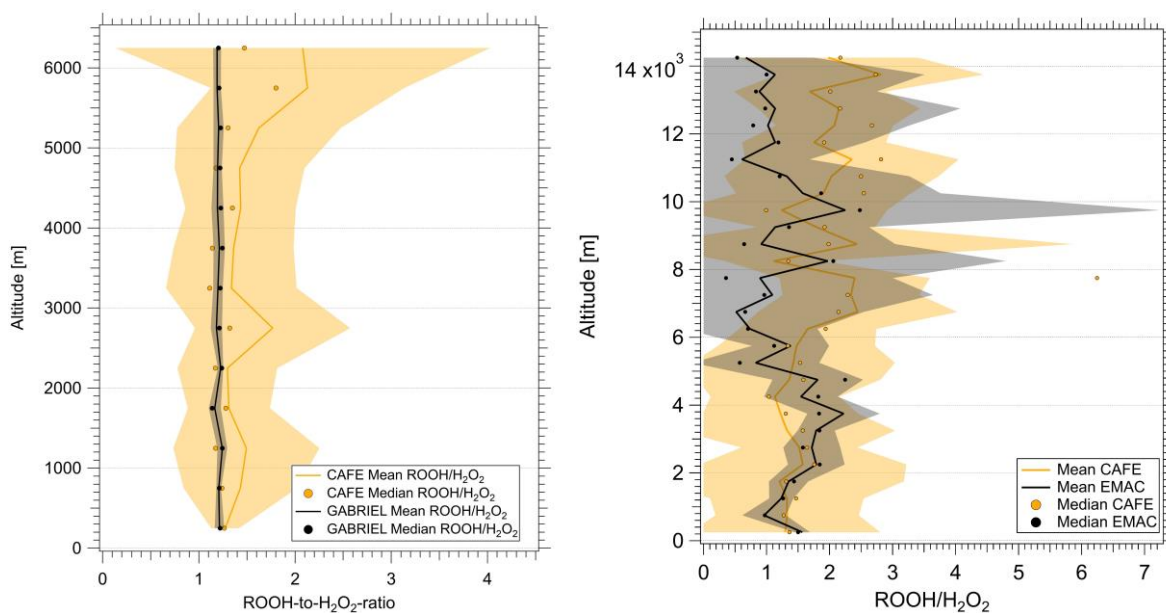 6000
5000
4000
3000
2000
1000
0
Altitude [m]
0
1
2
3
4
ROOH-to-H₂O₂-ratio
CAFE Mean ROOH/H₂O₂
CAFE Median ROOH/H₂O₂
GABRIEL Mean ROOH/H₂O₂
GABRIEL Median ROOH/H₂O₂
14 x10³
12
10
8
6
4
2
0
Altitude [m]
0
1
2
3
4
5
6
7
ROOH/H₂O₂
Mean CAFE
Mean EMAC
Median CAFE
Median EMAC